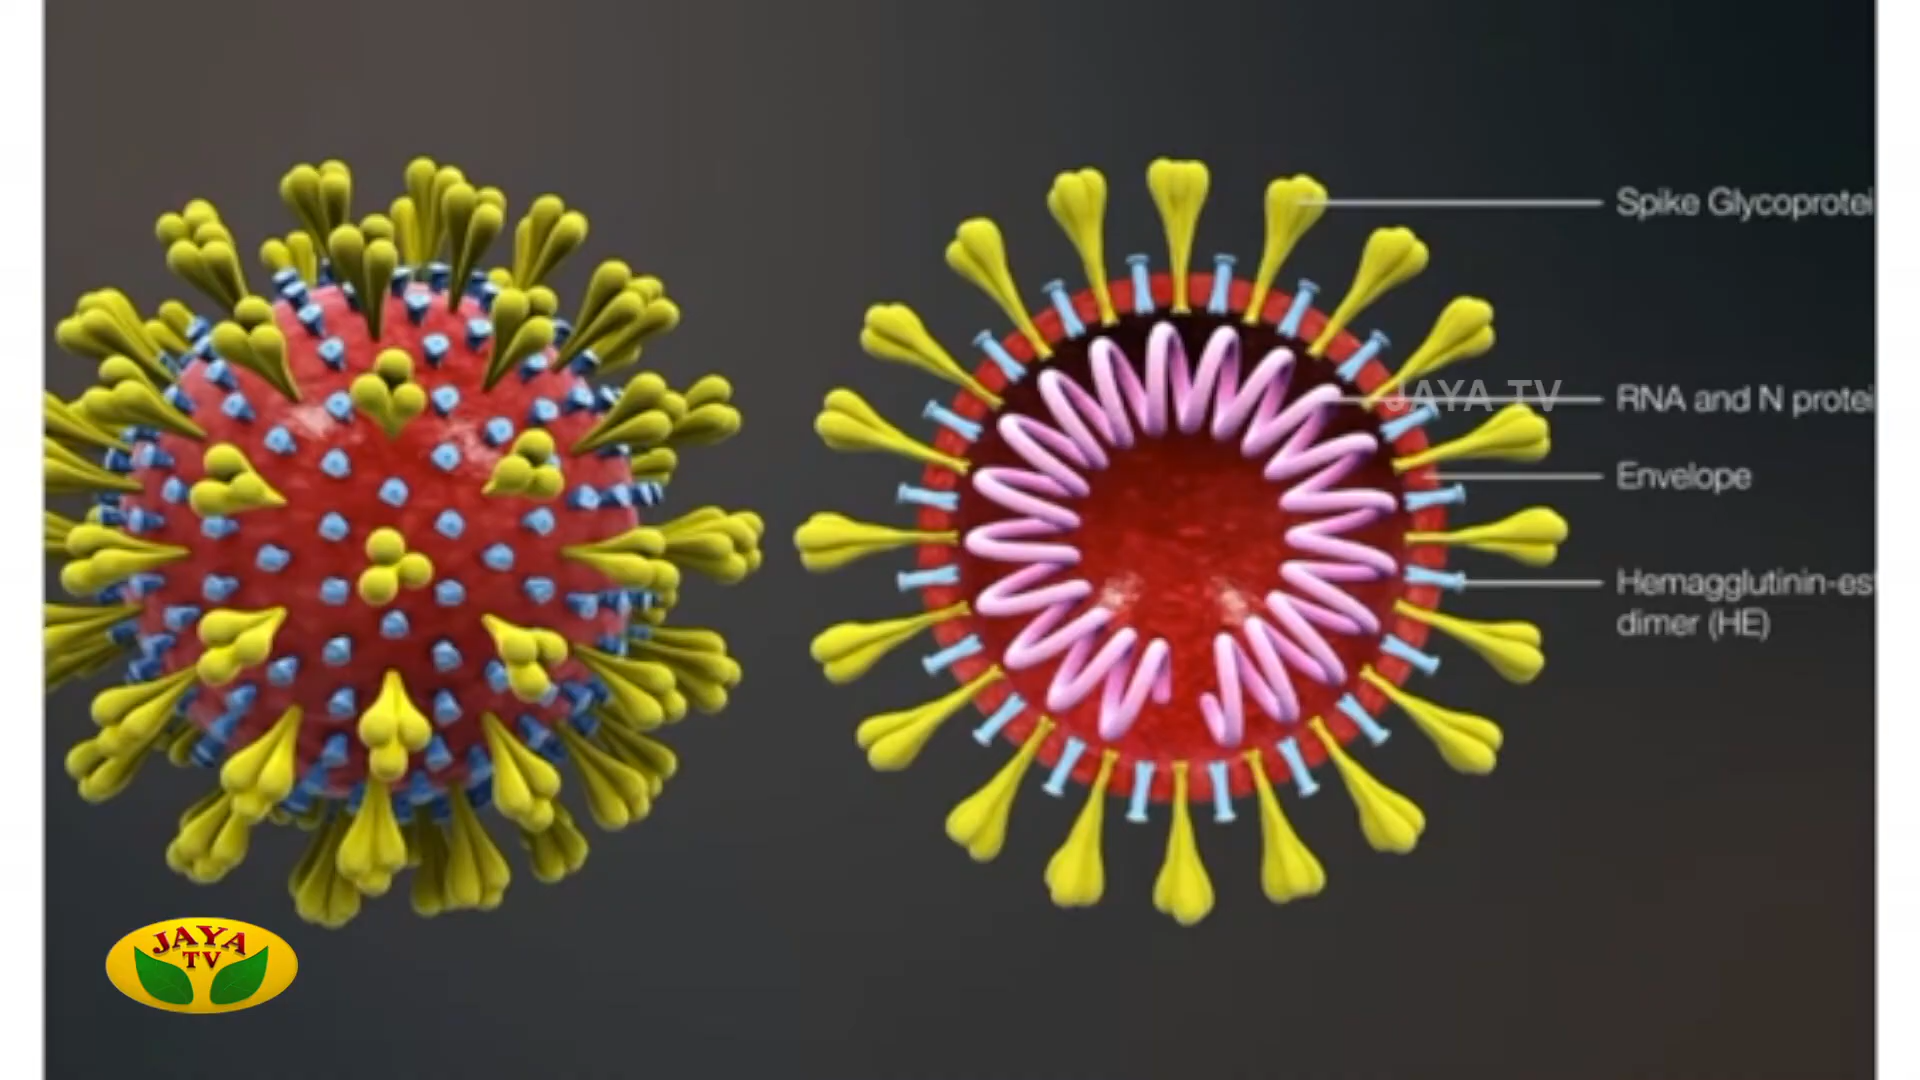 Spike Glycoprotei
JAYA TV
RNA and N protei
Envelope
Hemagglutinin-es
dimer (HE)
JAYA
TV